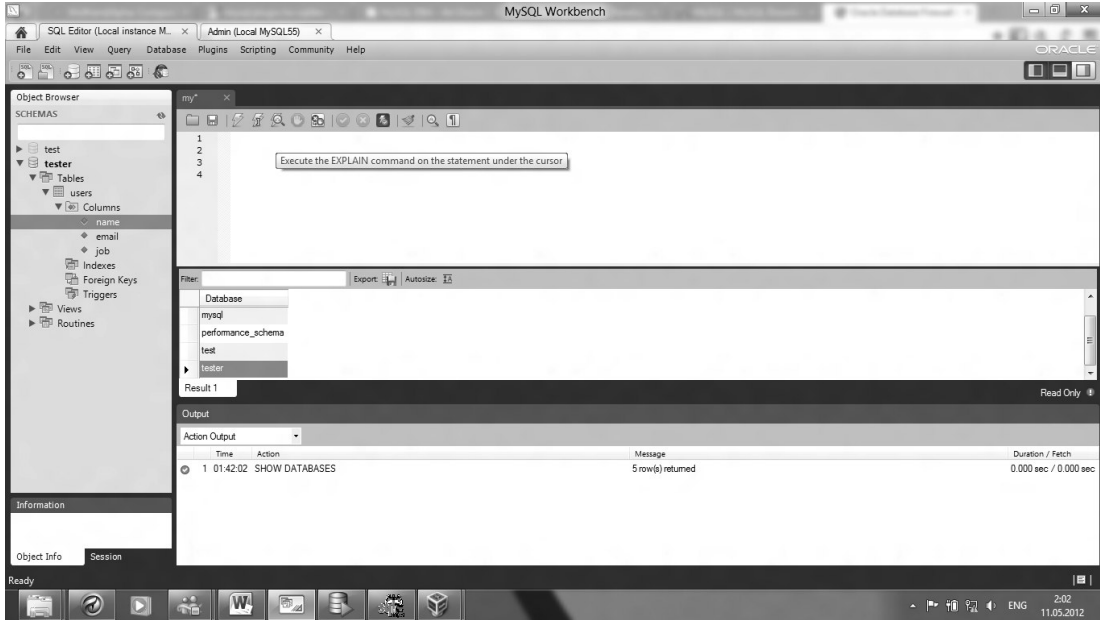 MySQL Workbench
SQL Editor (Local instance M... × Admin (Local MySQL55) ×
File Edit View Query Database Plugins Scripting Community Help
ORACLE
Object Browser
SCHEMAS
test
tester
Tables
users
Columns
name
email
job
Indexes
Foreign Keys
Triggers
Views
Routines
my* ×
1
2
3
4
Execute the EXPLAIN command on the statement under the cursor
Filter: Export: Autosize:
Database
mysql
performance_schema
test
tester
Result 1
Read Only
Output
Action Output
Time Action Message Duration / Fetch
1 01:42:02 SHOW DATABASES 5 row(s) returned 0.000 sec / 0.000 sec
Information
Object Info Session
Ready
ENG
2:02
11.05.2012